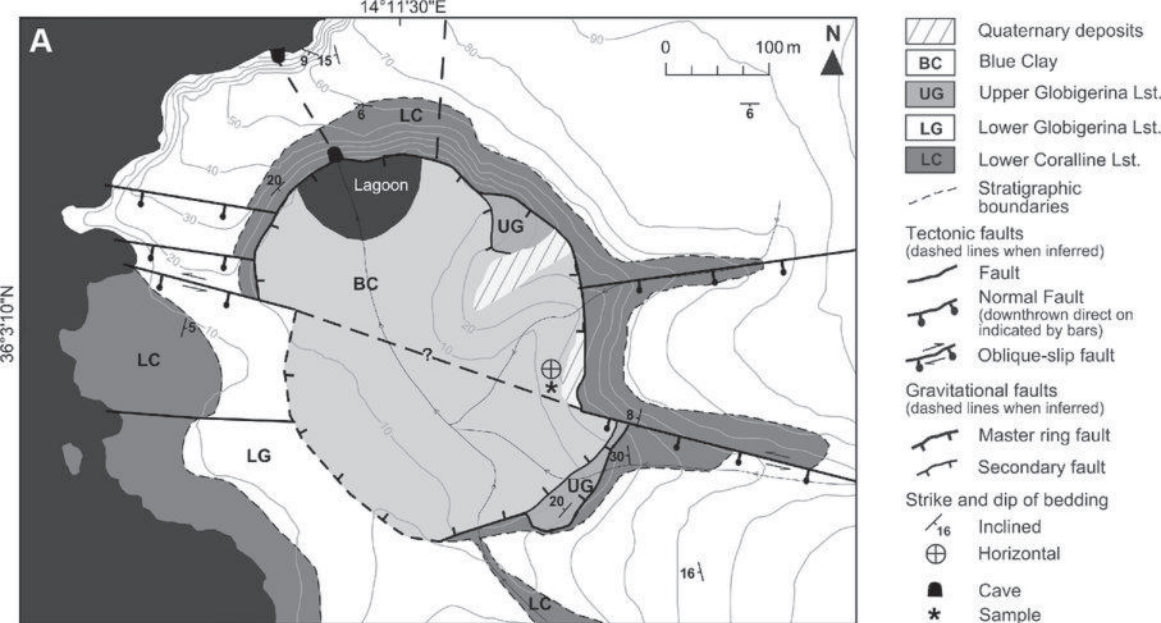 14°11'30"E
A
36°3'10"N
0 100 m
N
90
80
70
60
50
40
30
20
10
9
15
6
LC
6
20
Lagoon
UG
BC
20
10
5
LC
?
10
8
30
LG
UG
20
16
LC
Quaternary deposits
BC Blue Clay
UG Upper Globigerina Lst.
LG Lower Globigerina Lst.
LC Lower Coralline Lst.
Stratigraphic
boundaries
Tectonic faults
(dashed lines when inferred)
Fault
Normal Fault
(downthrown direct on
indicated by bars)
Oblique-slip fault
Gravitational faults
(dashed lines when inferred)
Master ring fault
Secondary fault
Strike and dip of bedding
16 Inclined
Horizontal
Cave
* Sample